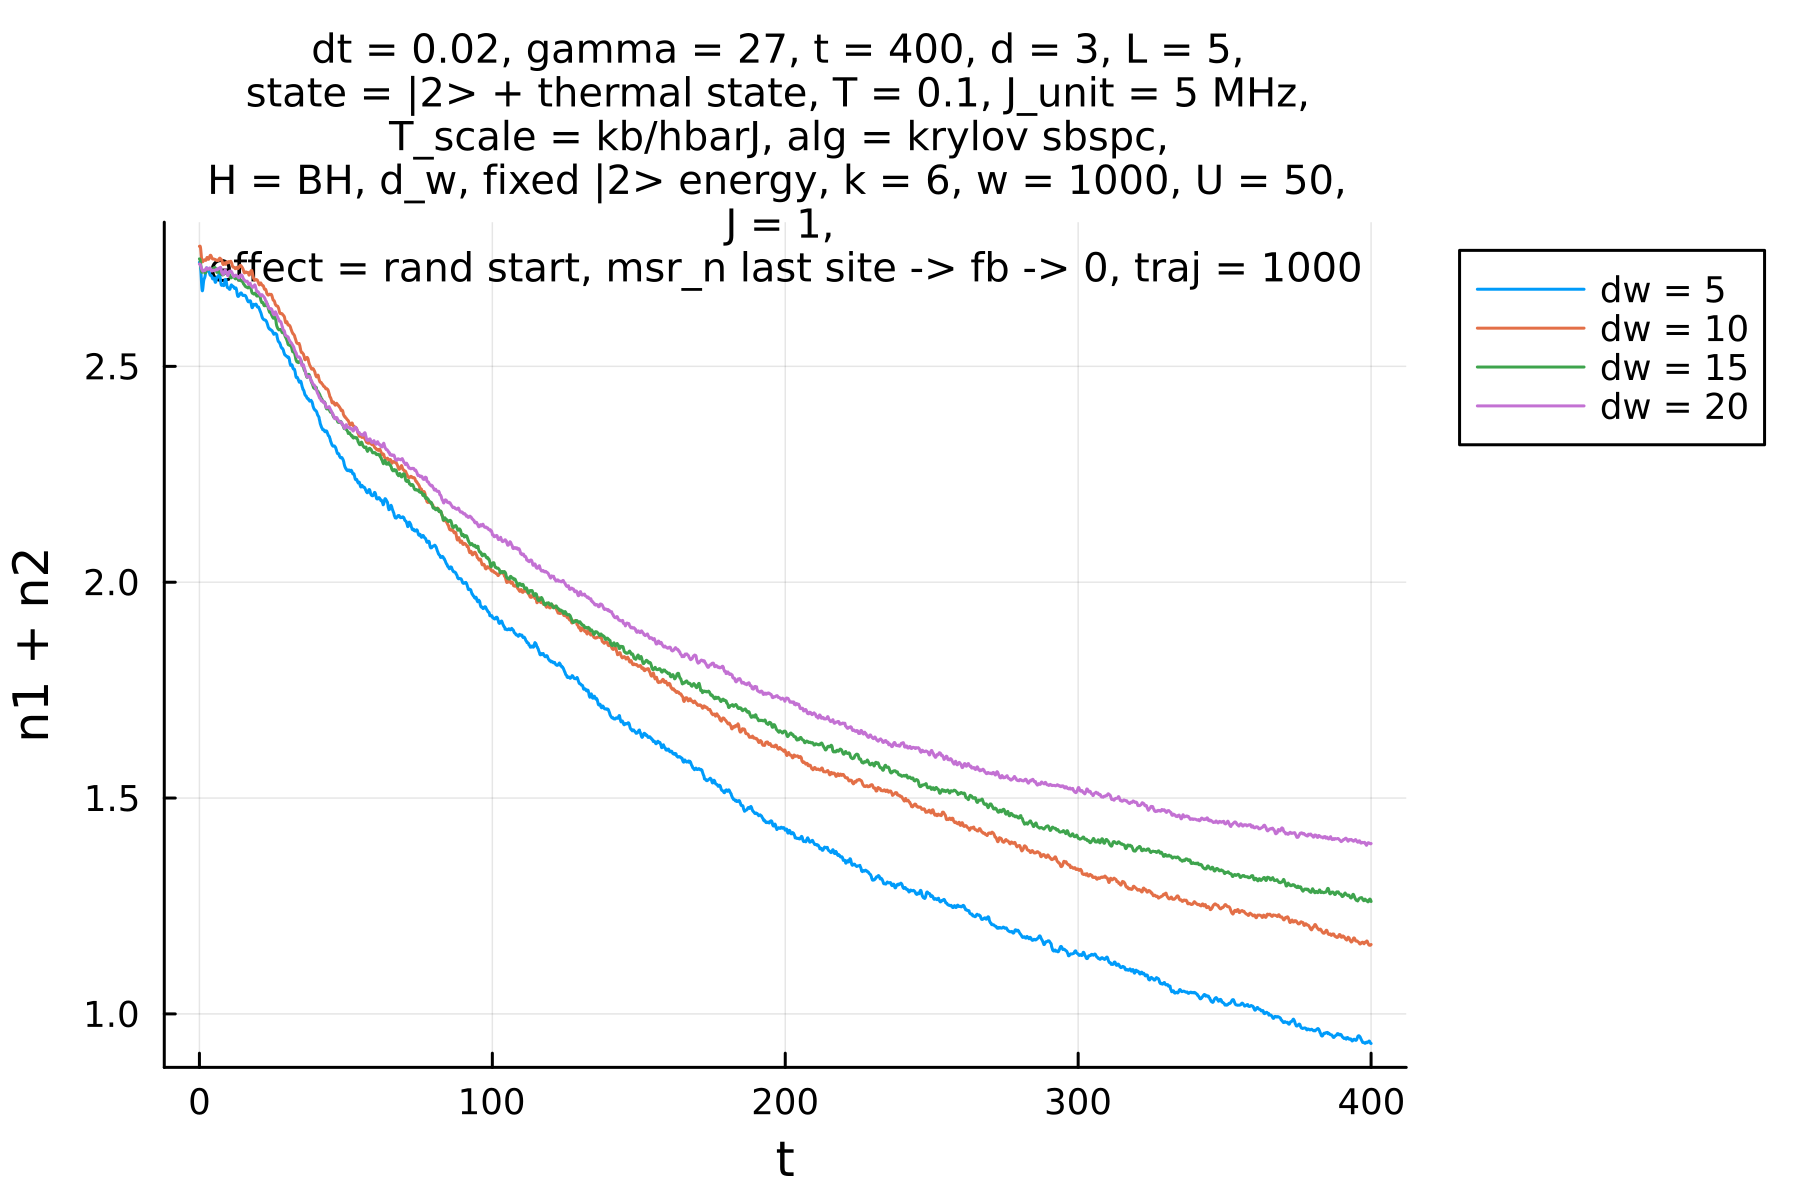 dt = 0.02, gamma = 27, t = 400, d = 3, L = 5,
state = |2> + thermal state, T = 0.1, J_unit = 5 MHz,
T_scale = kb/hbarJ, alg = krylov sbspc,
H = BH, d_w, fixed |2> energy, k = 6, w = 1000, U = 50,
J = 1,
effect = rand start, msr_n last site -> fb -> 0, traj = 1000
dw = 5
dw = 10
dw = 15
dw = 20
2.5
2.0
1.5
1.0
n1 + n2
0 100 200 300 400
t